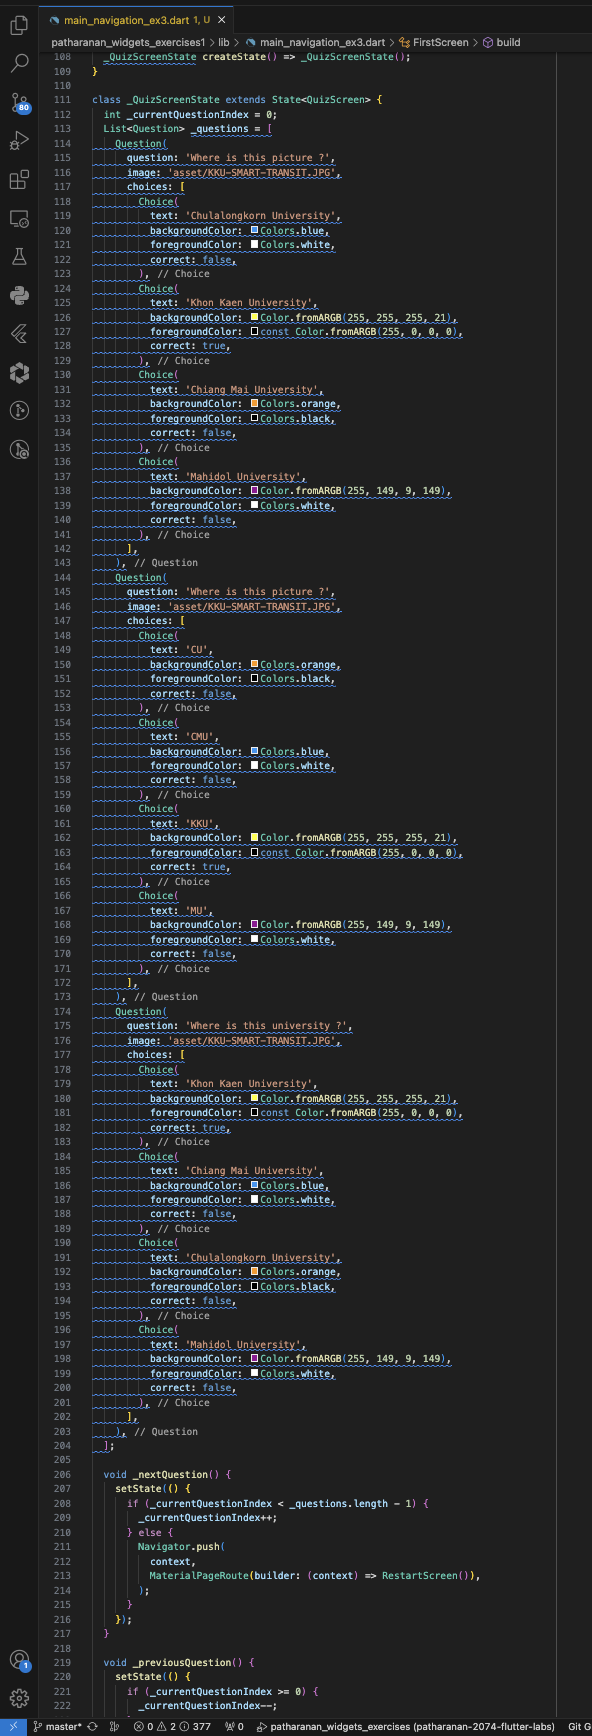 main_navigation_ex3.dart 1, U
patharanan_widgets_exercises1 > lib > main_navigation_ex3.dart > FirstScreen > build
108 _QuizScreenState createState() => _QuizScreenState();
109 }
110
111 class _QuizScreenState extends State<QuizScreen> {
112 int _currentQuestionIndex = 0;
113 List<Question> _questions = [
114 Question(
115 question: 'Where is this picture ?',
116 image: 'asset/KKU-SMART-TRANSIT.JPG',
117 choices: [
118 Choice(
119 text: 'Chulalongkorn University',
120 backgroundColor: Colors.blue,
121 foregroundColor: Colors.white,
122 correct: false,
123 ), // Choice
124 Choice(
125 text: 'Khon Kaen University',
126 backgroundColor: Color.fromARGB(255, 255, 255, 21),
127 foregroundColor: const Color.fromARGB(255, 0, 0, 0),
128 correct: true,
129 ), // Choice
130 Choice(
131 text: 'Chiang Mai University',
132 backgroundColor: Colors.orange,
133 foregroundColor: Colors.black,
134 correct: false,
135 ), // Choice
136 Choice(
137 text: 'Mahidol University',
138 backgroundColor: Color.fromARGB(255, 149, 9, 149),
139 foregroundColor: Colors.white,
140 correct: false,
141 ), // Choice
142 ],
143 ), // Question
144 Question(
145 question: 'Where is this picture ?',
146 image: 'asset/KKU-SMART-TRANSIT.JPG',
147 choices: [
148 Choice(
149 text: 'CU',
150 backgroundColor: Colors.orange,
151 foregroundColor: Colors.black,
152 correct: false,
153 ), // Choice
154 Choice(
155 text: 'CMU',
156 backgroundColor: Colors.blue,
157 foregroundColor: Colors.white,
158 correct: false,
159 ), // Choice
160 Choice(
161 text: 'KKU',
162 backgroundColor: Color.fromARGB(255, 255, 255, 21),
163 foregroundColor: const Color.fromARGB(255, 0, 0, 0),
164 correct: true,
165 ), // Choice
166 Choice(
167 text: 'MU',
168 backgroundColor: Color.fromARGB(255, 149, 9, 149),
169 foregroundColor: Colors.white,
170 correct: false,
171 ), // Choice
172 ],
173 ), // Question
174 Question(
175 question: 'Where is this university ?',
176 image: 'asset/KKU-SMART-TRANSIT.JPG',
177 choices: [
178 Choice(
179 text: 'Khon Kaen University',
180 backgroundColor: Color.fromARGB(255, 255, 255, 21),
181 foregroundColor: const Color.fromARGB(255, 0, 0, 0),
182 correct: true,
183 ), // Choice
184 Choice(
185 text: 'Chiang Mai University',
186 backgroundColor: Colors.blue,
187 foregroundColor: Colors.white,
188 correct: false,
189 ), // Choice
190 Choice(
191 text: 'Chulalongkorn University',
192 backgroundColor: Colors.orange,
193 foregroundColor: Colors.black,
194 correct: false,
195 ), // Choice
196 Choice(
197 text: 'Mahidol University',
198 backgroundColor: Color.fromARGB(255, 149, 9, 149),
199 foregroundColor: Colors.white,
200 correct: false,
201 ), // Choice
202 ],
203 ), // Question
204 ];
205
206 void _nextQuestion() {
207 setState(() {
208 if (_currentQuestionIndex < _questions.length - 1) {
209 _currentQuestionIndex++;
210 } else {
211 Navigator.push(
212 context,
213 MaterialPageRoute(builder: (context) => RestartScreen()),
214 );
215 }
216 });
217 }
218
219 void _previousQuestion() {
220 setState(() {
221 if (_currentQuestionIndex >= 0) {
222 _currentQuestionIndex--;
80
1
master* 0 2 377 0 patharanan_widgets_exercises (patharanan-2074-flutter-labs) Git G